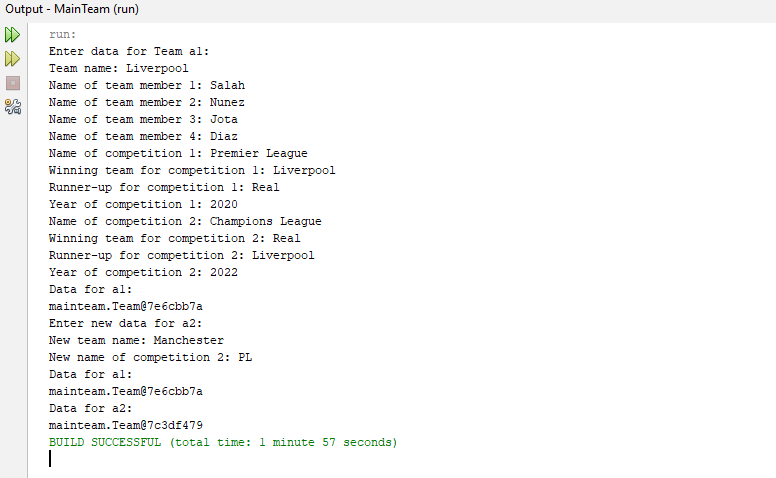 Output - MainTeam (run)
run:
Enter data for Team a1:
Team name: Liverpool
Name of team member 1: Salah
Name of team member 2: Nunez
Name of team member 3: Jota
Name of team member 4: Diaz
Name of competition 1: Premier League
Winning team for competition 1: Liverpool
Runner-up for competition 1: Real
Year of competition 1: 2020
Name of competition 2: Champions League
Winning team for competition 2: Real
Runner-up for competition 2: Liverpool
Year of competition 2: 2022
Data for a1:
mainteam.Team@7e6cbb7a
Enter new data for a2:
New team name: Manchester
New name of competition 2: PL
Data for a1:
mainteam.Team@7e6cbb7a
Data for a2:
mainteam.Team@7c3df479
BUILD SUCCESSFUL (total time: 1 minute 57 seconds)